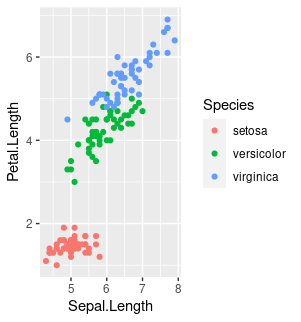 Petal.Length
6
4
2
5
6
7
8
Sepal.Length
Species
setosa
versicolor
virginica